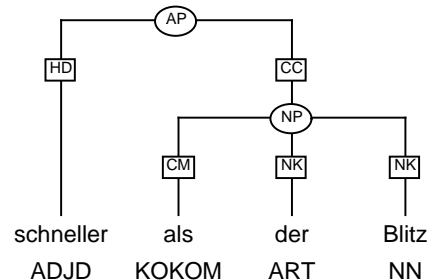 AP
HD CC
NP
CM NK NK
schneller als der Blitz
ADJD KOKOM ART NN